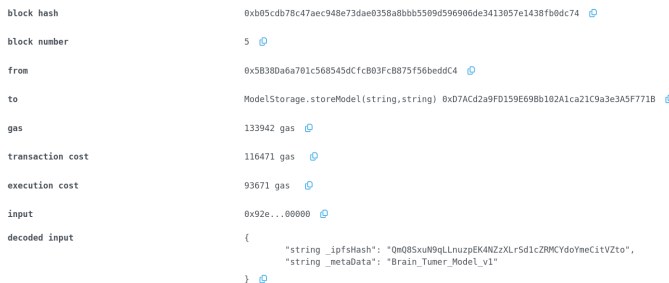 block hash 0xb05cdb78c47aec948e73dae0358a8bbb5509d596906de3413057e1438fb0dc74
block number 5
from 0x5B38Da6a701c568545dCfcB03FcB875f56beddC4
to ModelStorage.storeModel(string,string) 0xD7ACd2a9FD159E69Bb102A1ca21C9a3e3A5F771B
gas 133942 gas
transaction cost 116471 gas
execution cost 93671 gas
input 0x92e...00000
decoded input {
"string _ipfsHash": "QmQ8SxuN9qLLnuzpEK4NZzXLrSd1cZRMCYdoYmeCitVZto",
"string _metaData": "Brain_Tumer_Model_v1"
}